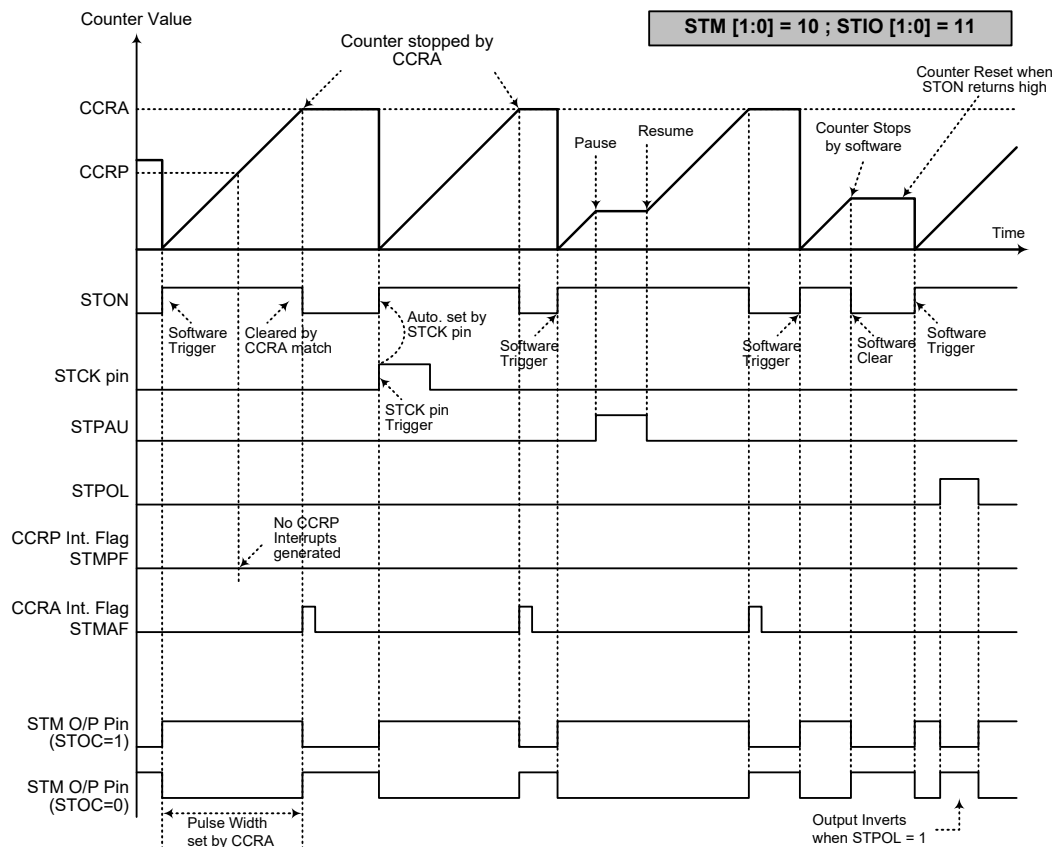 Counter Value
STM [1:0] = 10 ; STIO [1:0] = 11
Counter stopped by
CCRA
Counter Reset when
STON returns high
CCRA
Pause
Resume
Counter Stops
by software
CCRP
Time
STON
Software
Trigger
Cleared by
CCRA match
Auto. set by
STCK pin
Software
Trigger
Software
Trigger
Software
Clear
Software
Trigger
STCK pin
STCK pin
Trigger
STPAU
STPOL
CCRP Int. Flag
STMPF
No CCRP
Interrupts
generated
CCRA Int. Flag
STMAF
STM O/P Pin
(STOC=1)
STM O/P Pin
(STOC=0)
Pulse Width
set by CCRA
Output Inverts
when STPOL = 1